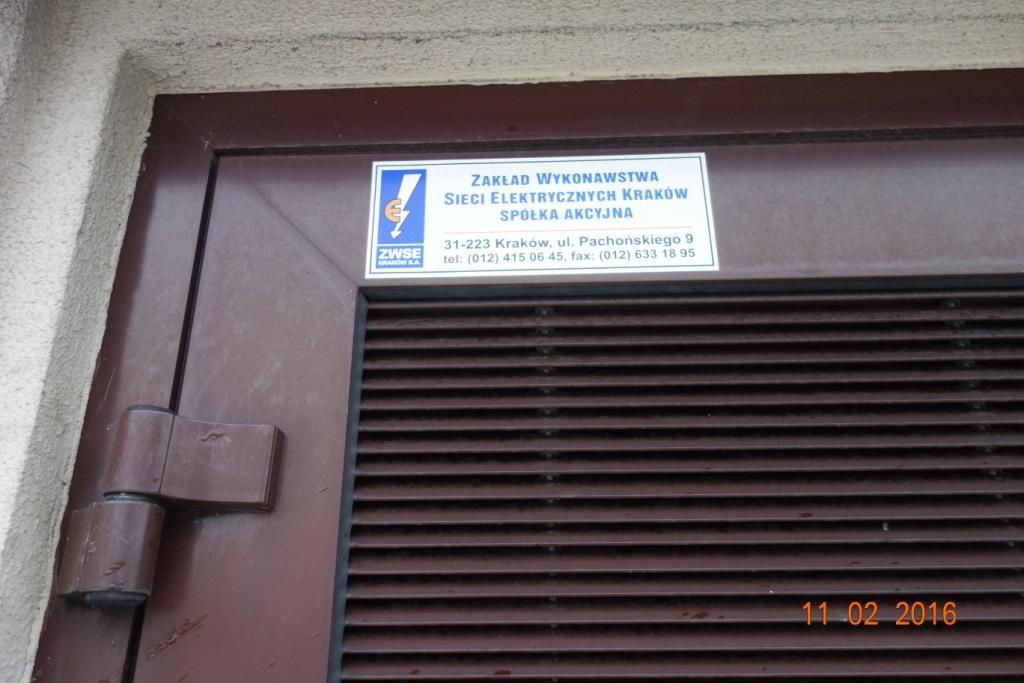 ZAKŁAD WYKONAWSTWA
SIECI ELEKTRYCZNYCH KRAKÓW
SPÓŁKA AKCYJNA
31-223 Kraków, ul. Pachońskiego 9
tel: (012) 415 06 45, fax: (012) 633 18 95
E
ZWSE
KRAKÓW S.A.
11 02 2016